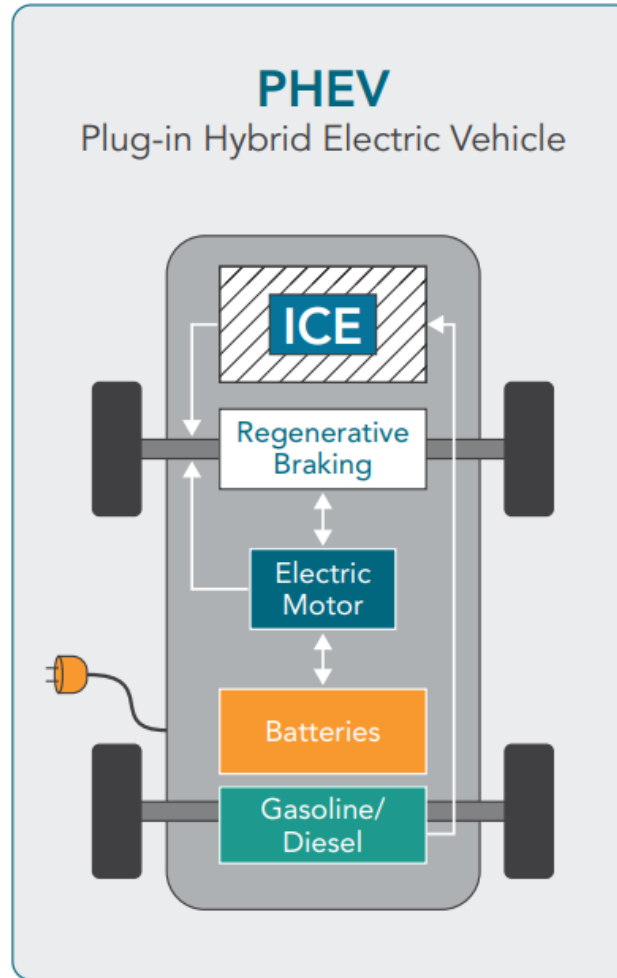 PHEV
Plug-in Hybrid Electric Vehicle
ICE
Regenerative
Braking
Electric
Motor
Batteries
Gasoline/
Diesel